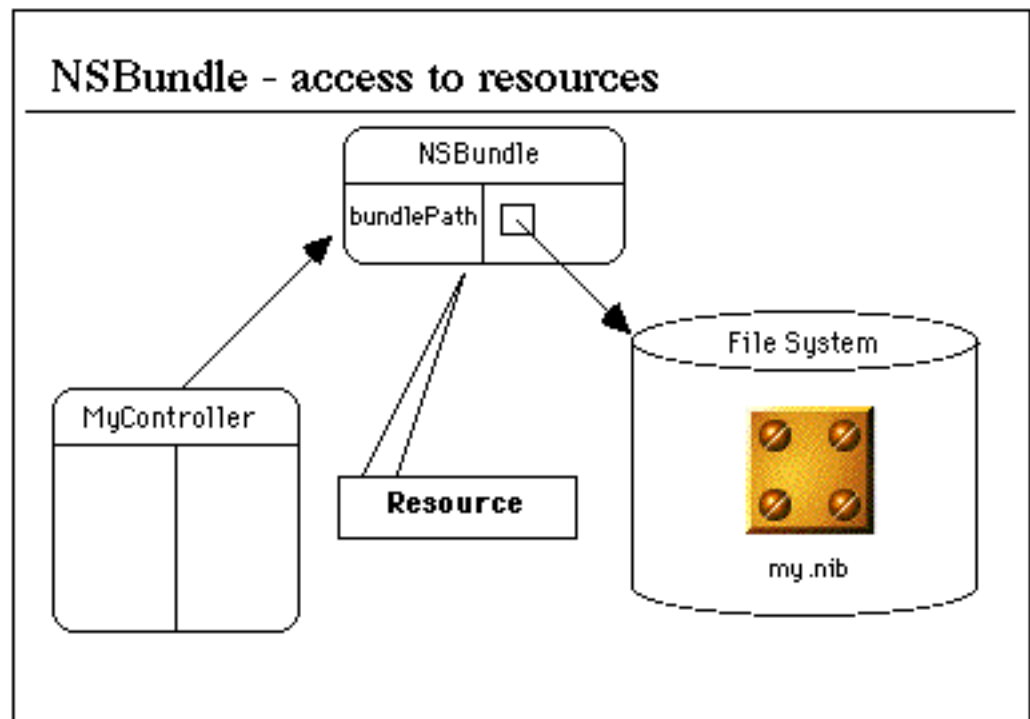 NSBundle - access to resources
NSBundle
bundlePath
File System
MyController
Resource
my.nib